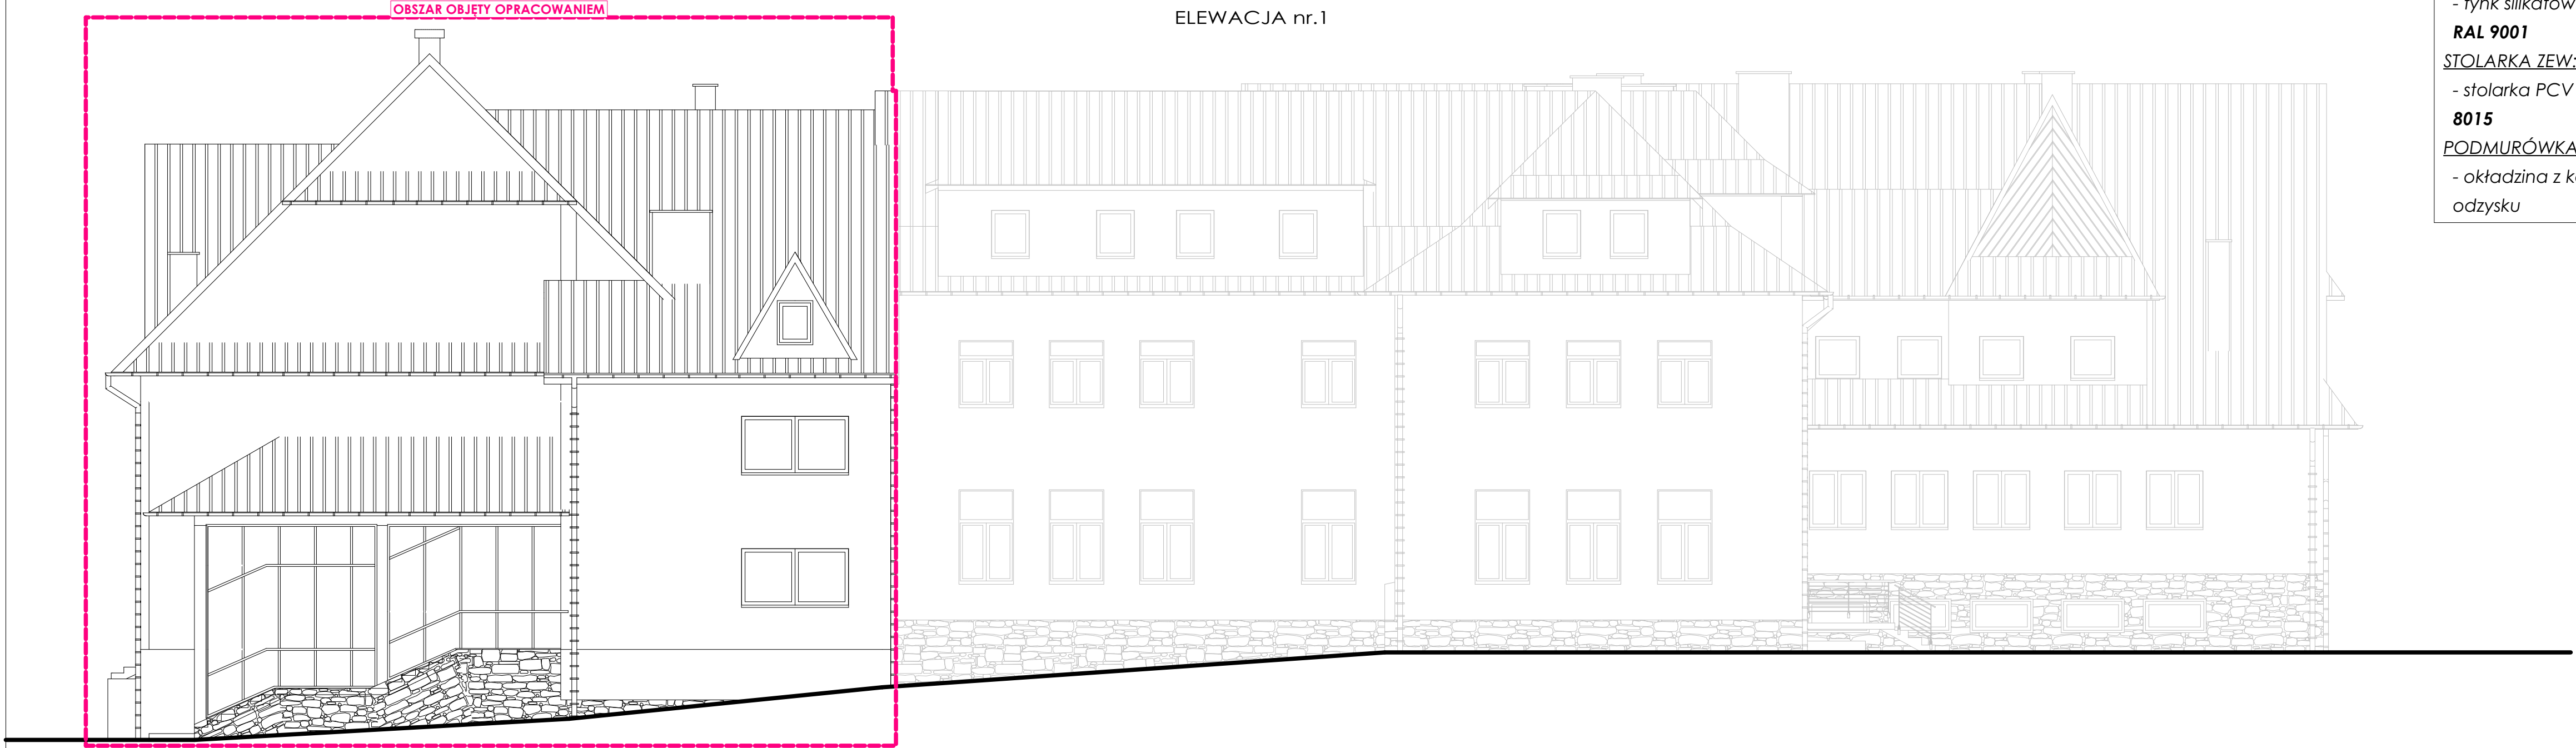 OBSZAR OBJĘTY OPRACOWANIEM
ELEWACJA nr.1
RAL 9001
STOLARKA ZEW:
- stolarka PCV
8015
PODMURÓWKA
- okładzina z
odzysku